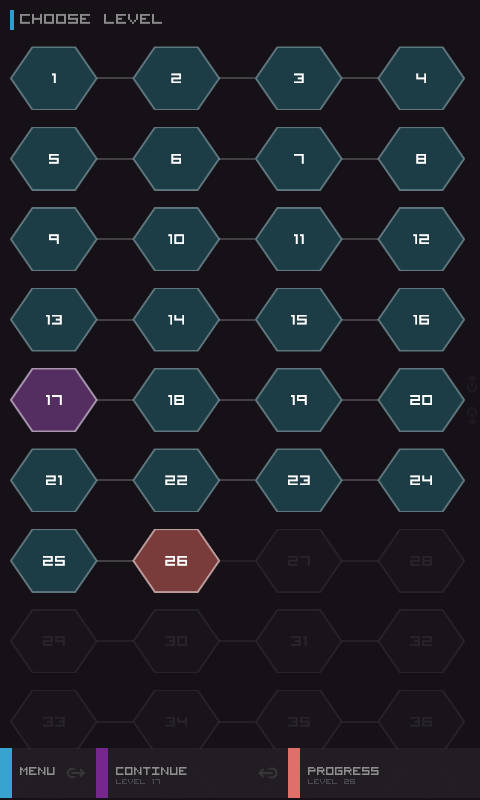 CHOOSE LEVEL
1 2 3 4
5 6 7 8
9 10 11 12
13 14 15 16
17 18 19 20
21 22 23 24
25 26 27 28
29 30 31 32
33 34 35 36
MENU CONTINUE PROGRESS
LEVEL 17 LEVEL 26